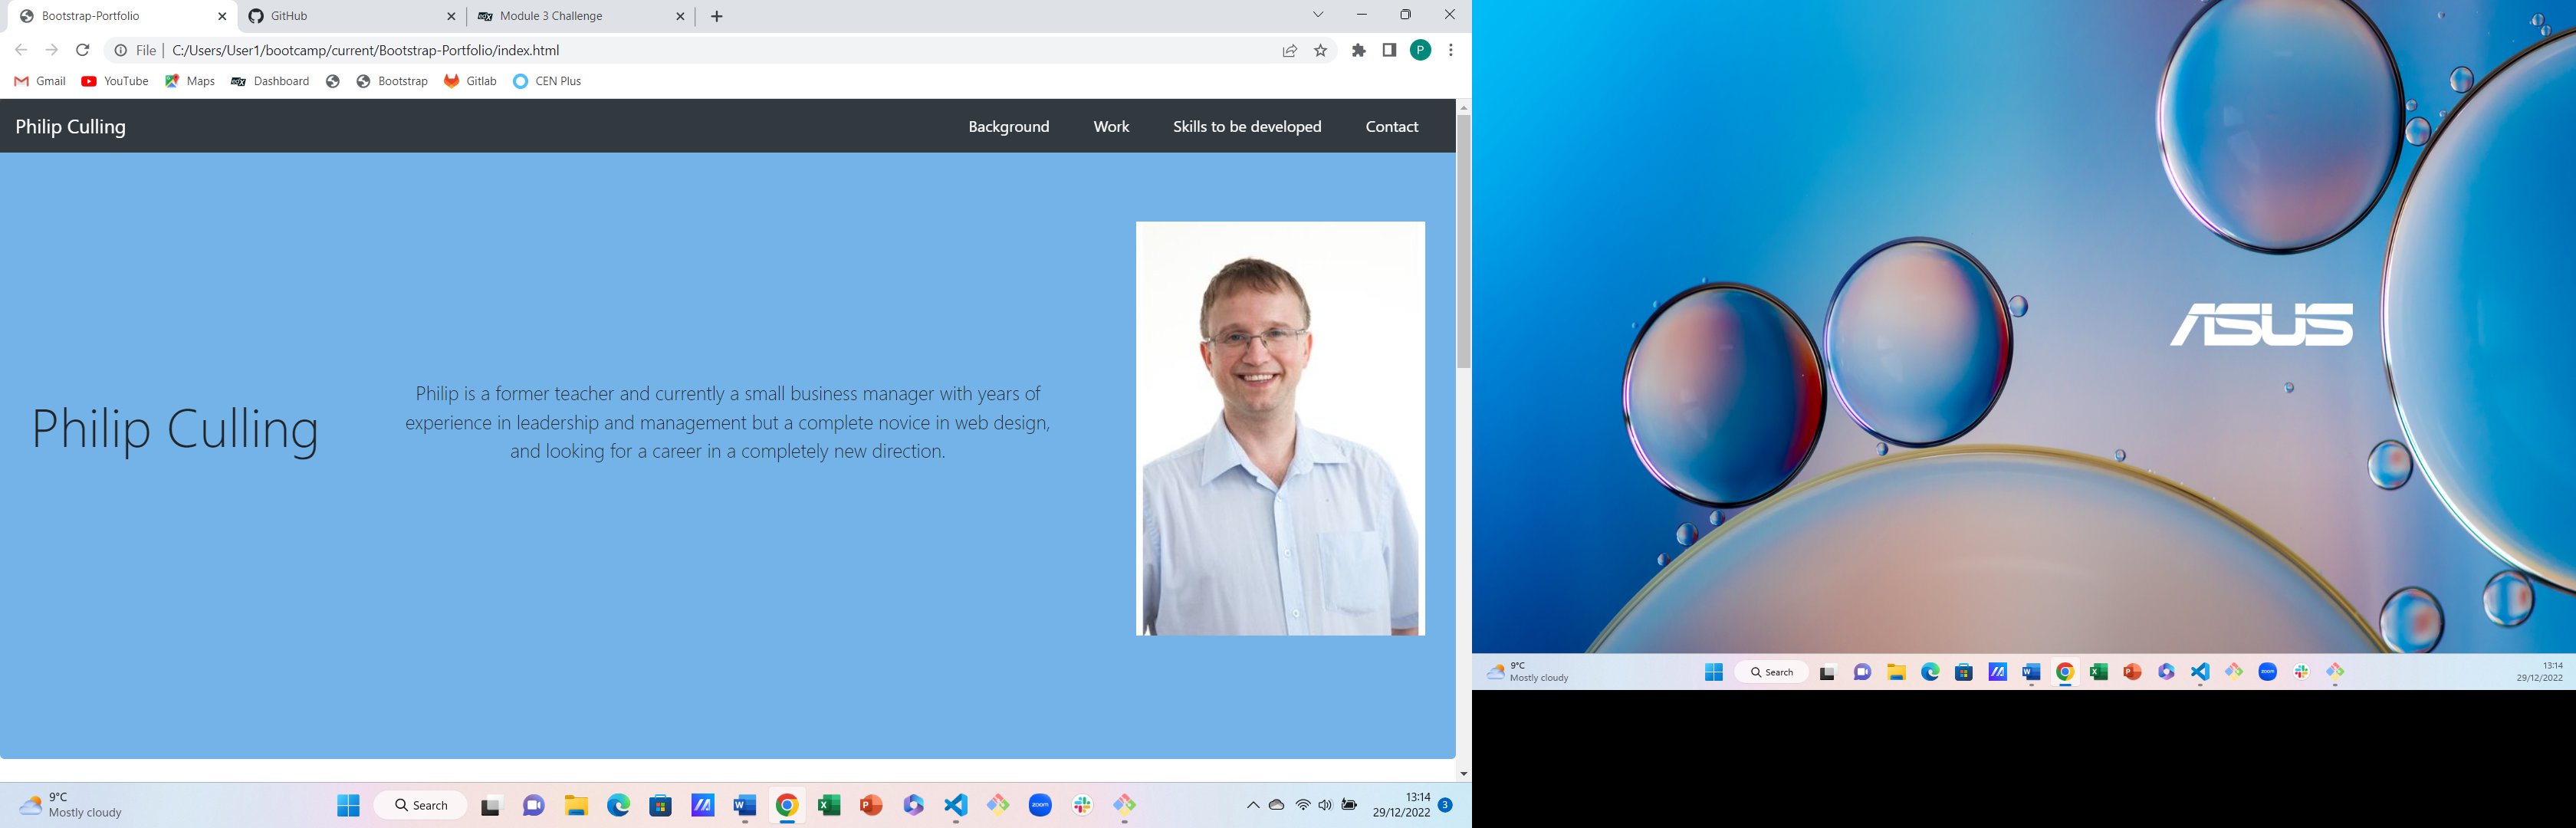 Bootstrap-Portfolio
GitHub
Module 3 Challenge
File
C:/Users/User1/bootcamp/current/Bootstrap-Portfolio/index.html
P
Gmail
YouTube
Maps
Dashboard
Bootstrap
Gitlab
CEN Plus
Philip Culling
Background
Work
Skills to be developed
Contact
Philip Culling
Philip is a former teacher and currently a small business manager with years of
experience in leadership and management but a complete novice in web design,
and looking for a career in a completely new direction.
9°C
Mostly cloudy
Search
zoom
13:14
29/12/2022
3
ASUS
9°C
Mostly cloudy
Search
zoom
13:14
29/12/2022